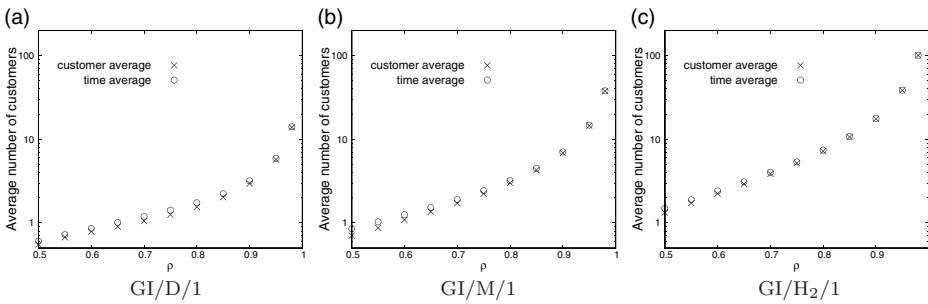 (a)
Average number of customers
100
10
1
customer average
time average
0.5 0.6 0.7 0.8 0.9 1
ρ
GI/D/1
(b)
Average number of customers
100
10
1
customer average
time average
0.5 0.6 0.7 0.8 0.9 1
ρ
GI/M/1
(c)
Average number of customers
100
10
1
customer average
time average
0.5 0.6 0.7 0.8 0.9 1
ρ
GI/H₂/1